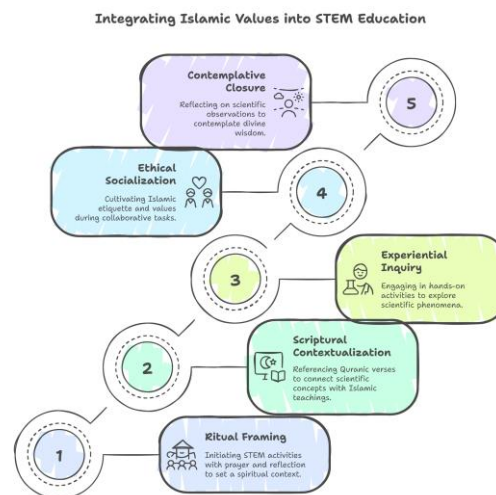 Integrating Islamic Values into STEM Education
Contemplative
Closure
Reflecting on scientific
observations to
contemplate divine
wisdom.
5
Ethical
Socialization
Cultivating Islamic
etiquette and values
during collaborative tasks.
4
3
Experiential
Inquiry
Engaging in hands-on
activities to explore
scientific phenomena.
2
Scriptural
Contextualization
Referencing Quranic verses
to connect scientific
concepts with Islamic
teachings.
1
Ritual Framing
Initiating STEM activities
with prayer and reflection
to set a spiritual context.